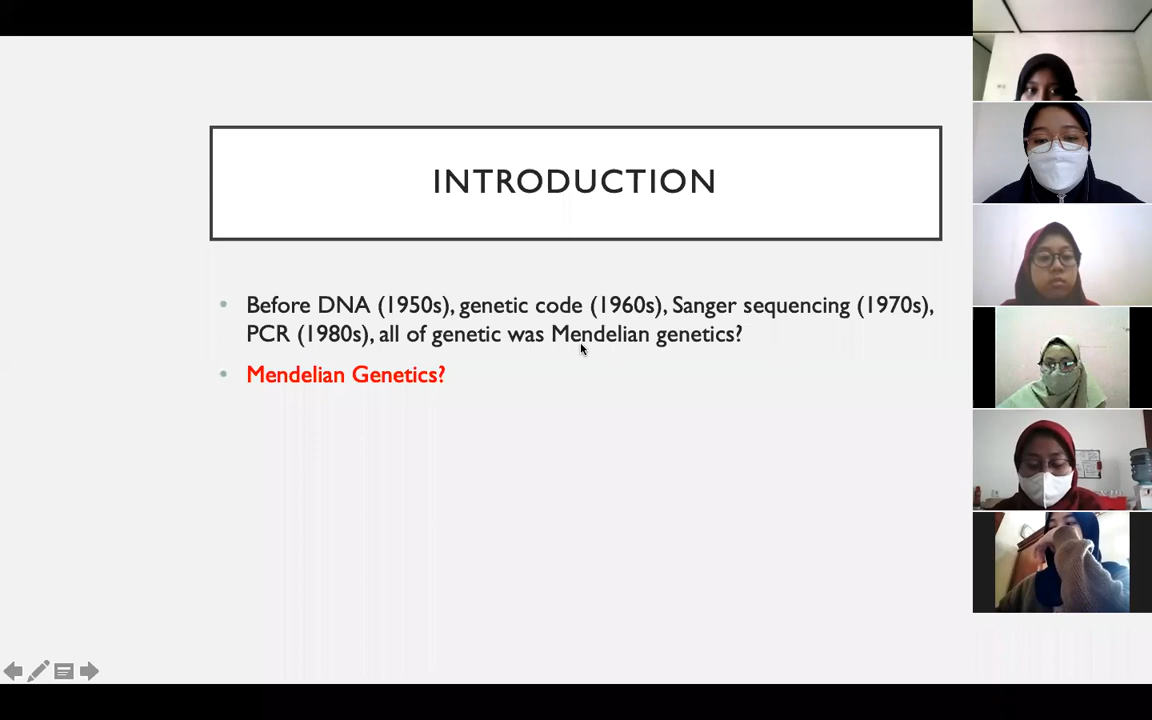 INTRODUCTION
Before DNA (1950s), genetic code (1960s), Sanger sequencing (1970s),
PCR (1980s), all of genetic was Mendelian genetics?
Mendelian Genetics?